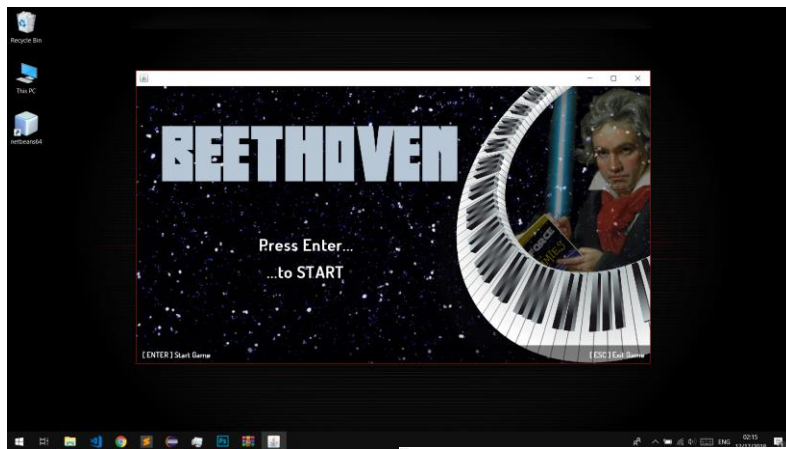 Recycle Bin
This PC
netbeans64
BEETHOVEN
Press Enter...
...to START
[ ENTER ] Start Game
[ ESC ] Exit Game
ENG
02:15